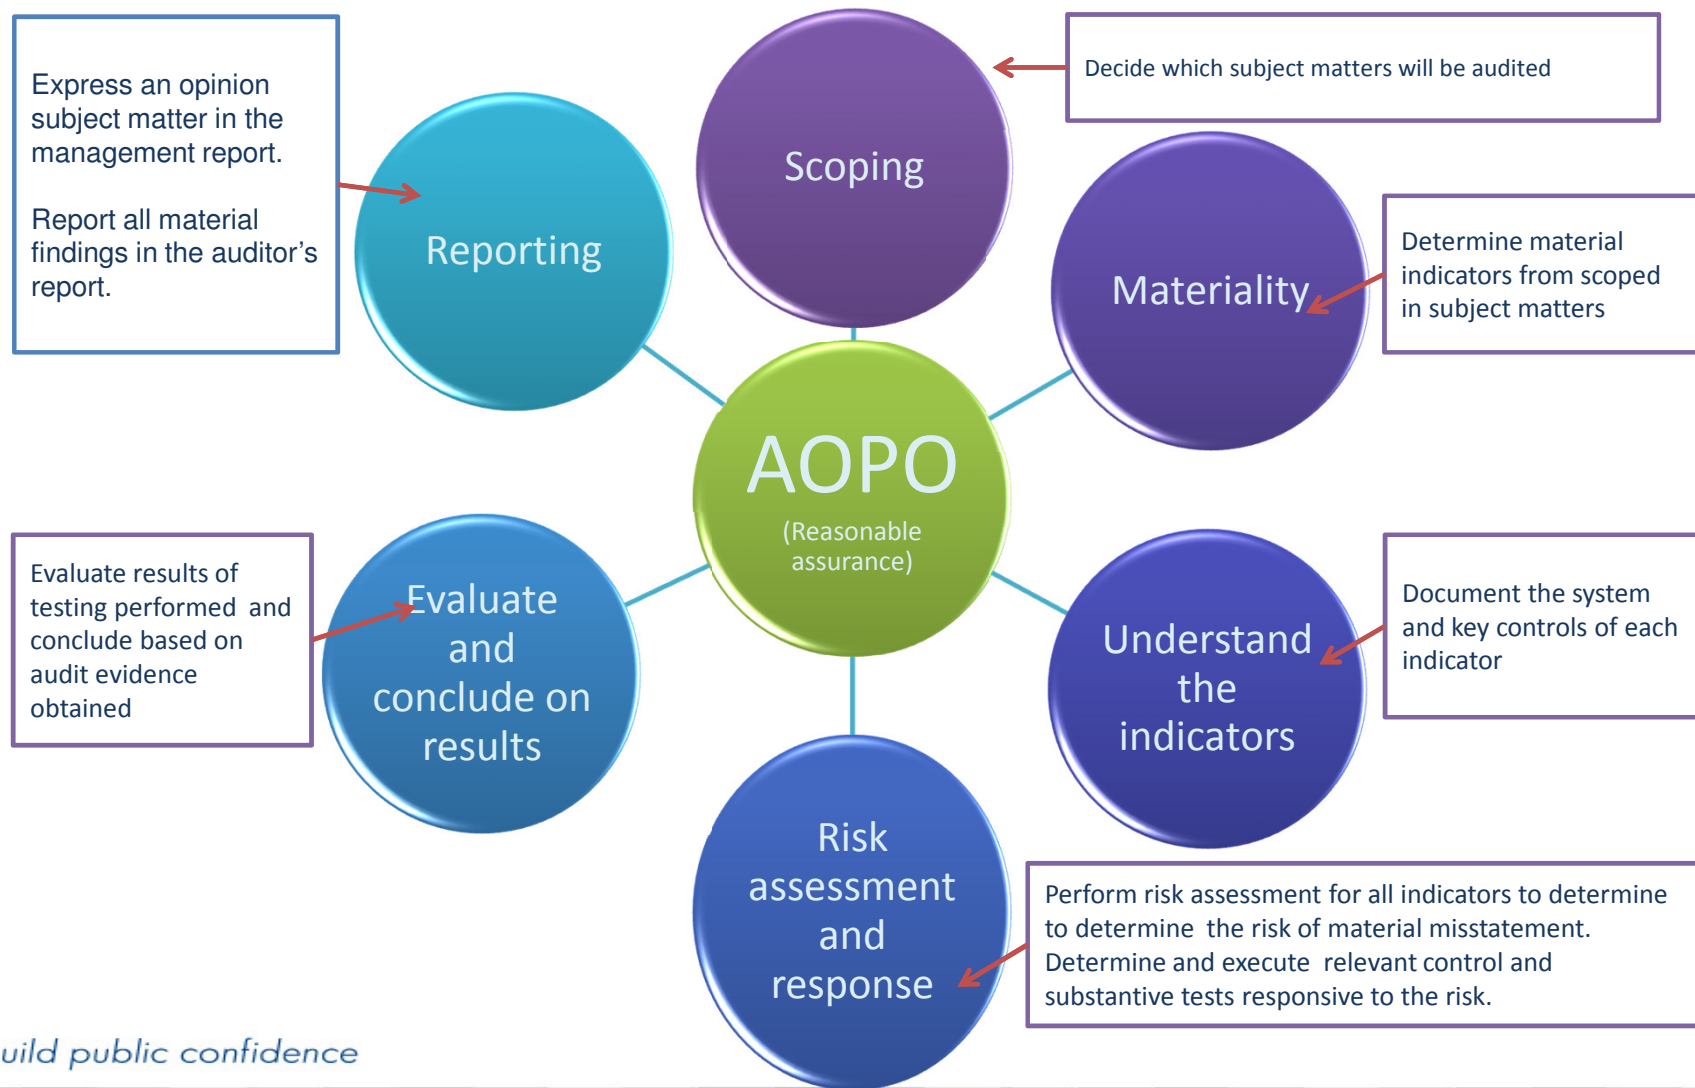 Express an opinion
subject matter in the
management report.
Report all material
findings in the auditor’s
report.
Reporting
Scoping
Decide which subject matters will be audited
Materiality
Determine material
indicators from scoped
in subject matters
AOPO
(Reasonable
assurance)
Evaluate results of
testing performed and
conclude based on
audit evidence
obtained
Evaluate
and
conclude on
results
Understand
the
indicators
Document the system
and key controls of each
indicator
Risk
assessment
and
response
Perform risk assessment for all indicators to determine
to determine the risk of material misstatement.
Determine and execute relevant control and
substantive tests responsive to the risk.
uild public confidence